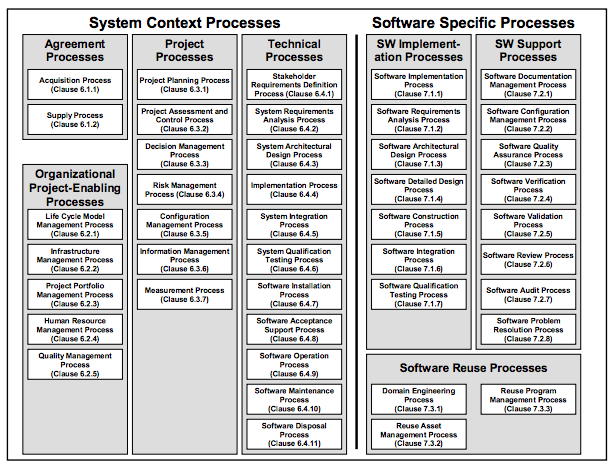 System Context Processes
Agreement
Processes
Acquisition Process
(Clause 6.1.1)
Supply Process
(Clause 6.1.2)
Organizational
Project-Enabling
Processes
Life Cycle Model
Management Process
(Clause 6.2.1)
Infrastructure
Management Process
(Clause 6.2.2)
Project Portfolio
Management Process
(Clause 6.2.3)
Human Resource
Management Process
(Clause 6.2.4)
Quality Management
Process
(Clause 6.2.5)
Project
Processes
Project Planning Process
(Clause 6.3.1)
Project Assessment and
Control Process
(Clause 6.3.2)
Decision Management
Process
(Clause 6.3.3)
Risk Management
Process (Clause 6.3.4)
Configuration
Management Process
(Clause 6.3.5)
Information Management
Process
(Clause 6.3.6)
Measurement Process
(Clause 6.3.7)
Technical
Processes
Stakeholder
Requirements Definition
Process (Clause 6.4.1)
System Requirements
Analysis Process
(Clause 6.4.2)
System Architectural
Design Process
(Clause 6.4.3)
Implementation Process
(Clause 6.4.4)
System Integration
Process
(Clause 6.4.5)
System Qualification
Testing Process
(Clause 6.4.6)
Software Installation
Process
(Clause 6.4.7)
Software Acceptance
Support Process
(Clause 6.4.8)
Software Operation
Process
(Clause 6.4.9)
Software Maintenance
Process
(Clause 6.4.10)
Software Disposal
Process
(Clause 6.4.11)
Software Specific Processes
SW Implement-
ation Processes
Software Implementation
Process
(Clause 7.1.1)
Software Requirements
Analysis Process
(Clause 7.1.2)
Software Architectural
Design Process
(Clause 7.1.3)
Software Detailed Design
Process
(Clause 7.1.4)
Software Construction
Process
(Clause 7.1.5)
Software Integration
Process
(Clause 7.1.6)
Software Qualification
Testing Process
(Clause 7.1.7)
SW Support
Processes
Software Documentation
Management Process
(Clause 7.2.1)
Software Configuration
Management Process
(Clause 7.2.2)
Software Quality
Assurance Process
(Clause 7.2.3)
Software Verification
Process
(Clause 7.2.4)
Software Validation
Process
(Clause 7.2.5)
Software Review Process
(Clause 7.2.6)
Software Audit Process
(Clause 7.2.7)
Software Problem
Resolution Process
(Clause 7.2.8)
Software Reuse Processes
Domain Engineering
Process
(Clause 7.3.1)
Reuse Program
Management Process
(Clause 7.3.3)
Reuse Asset
Management Process
(Clause 7.3.2)